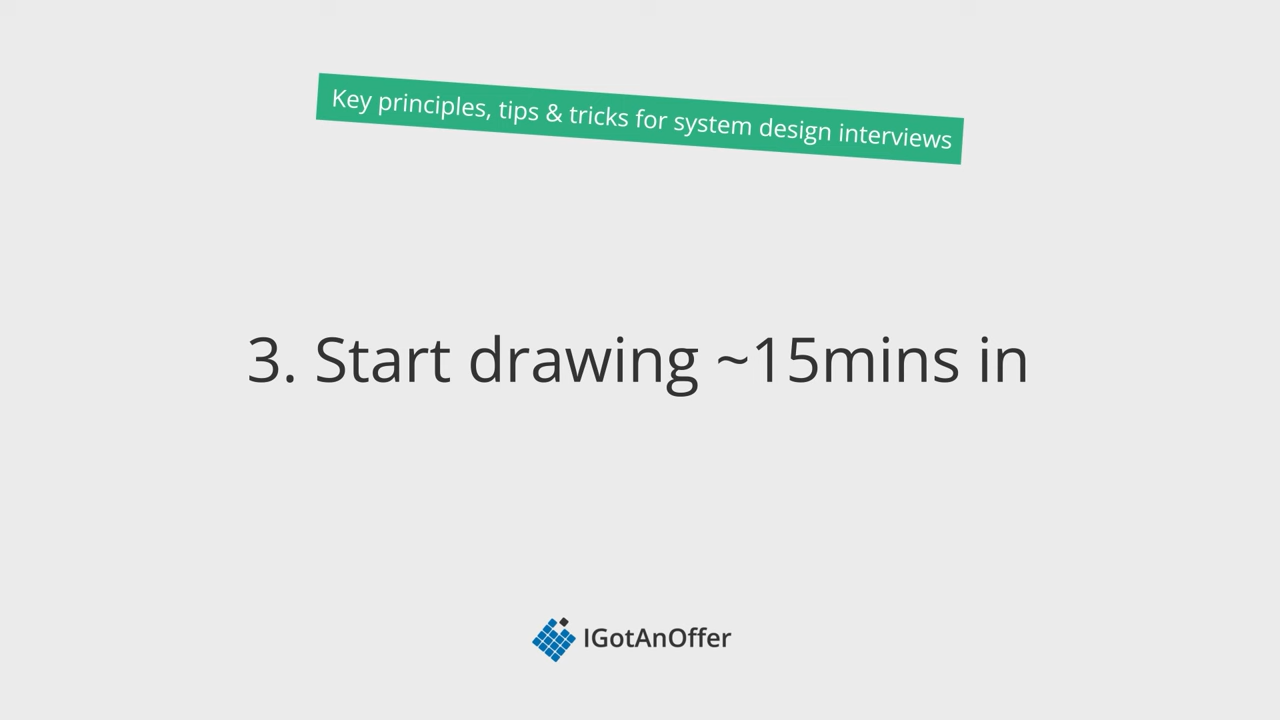 Key principles, tips & tricks for system design interviews
3. Start drawing ~15mins in
IGotAnOffer